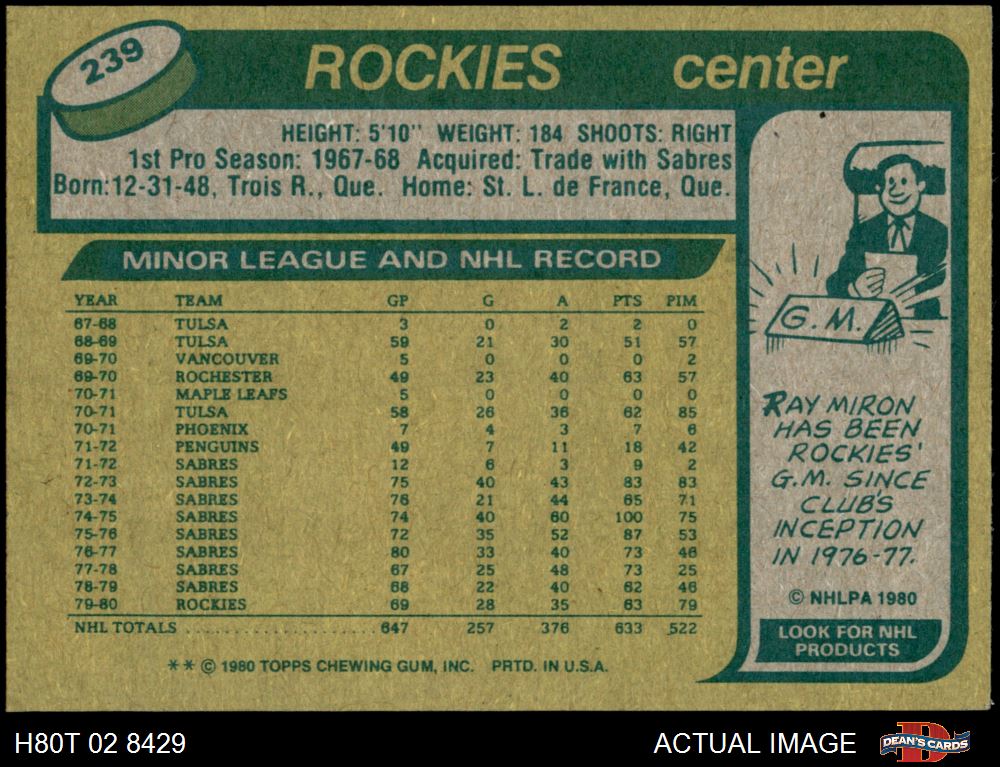 239
ROCKIES center
HEIGHT: 5'10" WEIGHT: 184 SHOOTS: RIGHT
1st Pro Season: 1967-68 Acquired: Trade with Sabres
Born:12-31-48, Trois R., Que. Home: St. L. de France, Que.
MINOR LEAGUE AND NHL RECORD
YEAR TEAM GP G A PTS PIM
67-68 TULSA 3 0 2 2 0
68-69 TULSA 59 21 30 51 57
69-70 VANCOUVER 5 0 0 0 2
69-70 ROCHESTER 49 23 40 63 57
70-71 MAPLE LEAFS 5 0 0 0 0
70-71 TULSA 58 26 36 62 85
70-71 PHOENIX 7 4 3 7 6
71-72 PENGUINS 49 7 11 18 42
71-72 SABRES 12 6 3 9 2
72-73 SABRES 75 40 43 83 83
73-74 SABRES 76 21 44 65 71
74-75 SABRES 74 40 60 100 75
75-76 SABRES 72 35 52 87 53
76-77 SABRES 80 33 40 73 46
77-78 SABRES 67 25 48 73 25
78-79 SABRES 68 22 40 62 46
79-80 ROCKIES 69 28 35 63 79
NHL TOTALS . . . . . . . . . . . . . . . . . 647 257 376 633 522
** © 1980 TOPPS CHEWING GUM, INC. PRTD. IN U.S.A.
G.M.
RAY MIRON
HAS BEEN
ROCKIES'
G.M. SINCE
CLUB'S
INCEPTION
IN 1976-77.
© NHLPA 1980
LOOK FOR NHL
PRODUCTS
H80T 02 8429
ACTUAL IMAGE
D
DEAN'S CARDS